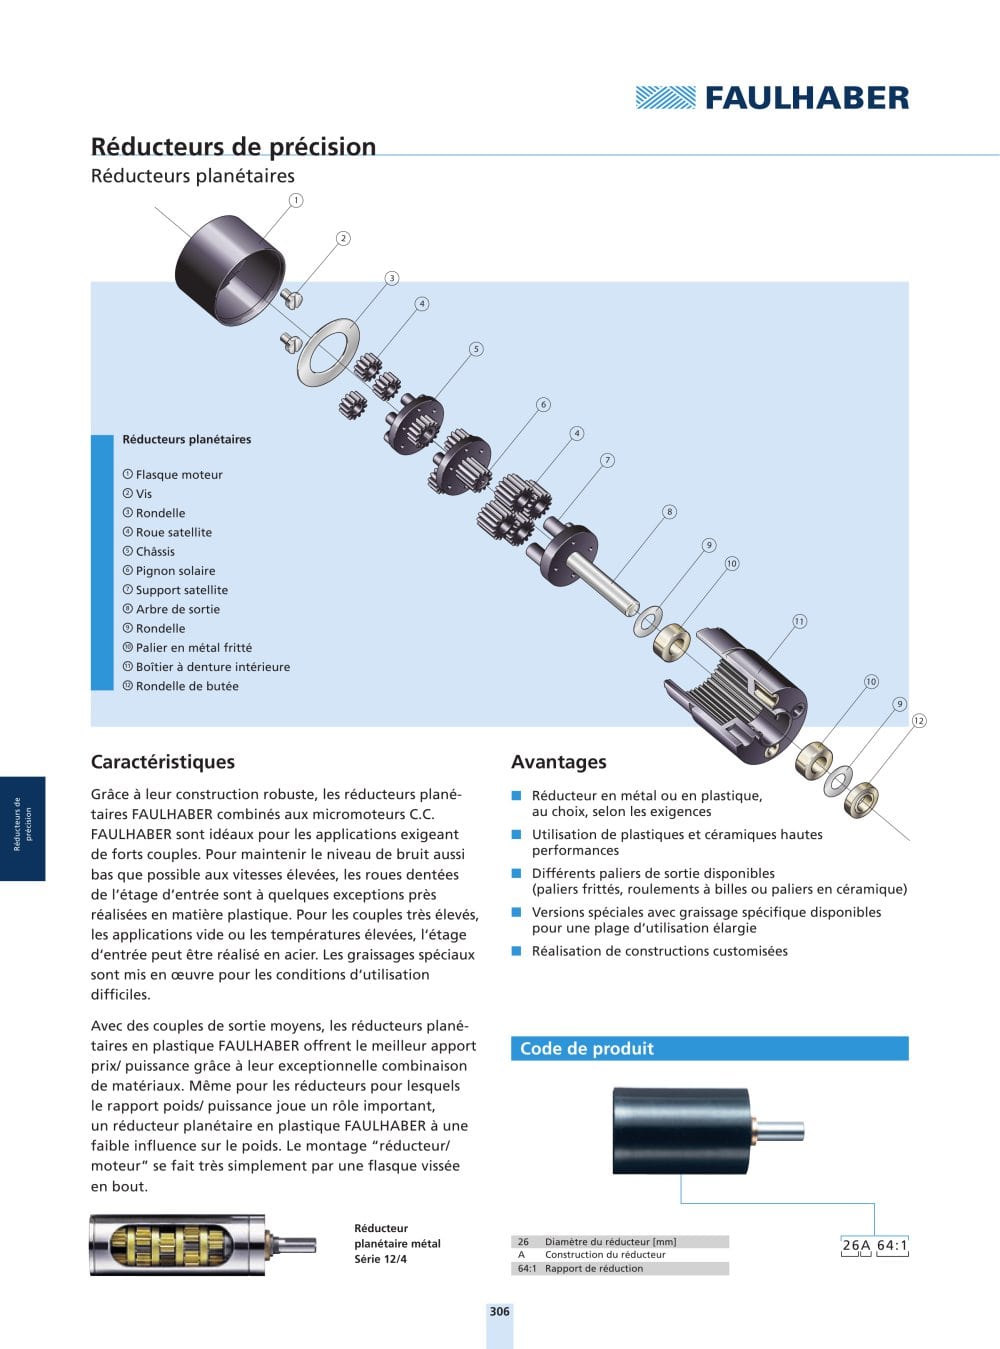 FAULHABER
Réducteurs de précision
Réducteurs planétaires
1
2
3
4
5
6
4
7
8
9
10
11
10
9
12
Réducteurs planétaires
1 Flasque moteur
2 Vis
3 Rondelle
4 Roue satellite
5 Châssis
6 Pignon solaire
7 Support satellite
8 Arbre de sortie
9 Rondelle
10 Palier en métal fritté
11 Boîtier à denture intérieure
12 Rondelle de butée
Réducteurs de
précision
Caractéristiques
Grâce à leur construction robuste, les réducteurs plané-
taires FAULHABER combinés aux micromoteurs C.C.
FAULHABER sont idéaux pour les applications exigeant
de forts couples. Pour maintenir le niveau de bruit aussi
bas que possible aux vitesses élevées, les roues dentées
de l’étage d‘entrée sont à quelques exceptions près
réalisées en matière plastique. Pour les couples très élevés,
les applications vide ou les températures élevées, l‘étage
d‘entrée peut être réalisé en acier. Les graissages spéciaux
sont mis en œuvre pour les conditions d‘utilisation
difficiles.
Avec des couples de sortie moyens, les réducteurs plané-
taires en plastique FAULHABER offrent le meilleur apport
prix/ puissance grâce à leur exceptionnelle combinaison
de matériaux. Même pour les réducteurs pour lesquels
le rapport poids/ puissance joue un rôle important,
un réducteur planétaire en plastique FAULHABER à une
faible influence sur le poids. Le montage “réducteur/
moteur” se fait très simplement par une flasque vissée
en bout.
Réducteur
planétaire métal
Série 12/4
Avantages
■ Réducteur en métal ou en plastique,
au choix, selon les exigences
■ Utilisation de plastiques et céramiques hautes
performances
■ Différents paliers de sortie disponibles
(paliers frittés, roulements à billes ou paliers en céramique)
■ Versions spéciales avec graissage spécifique disponibles
pour une plage d’utilisation élargie
■ Réalisation de constructions customisées
Code de produit
26 Diamètre du réducteur [mm]
A Construction du réducteur
64:1 Rapport de réduction
26A 64:1
306